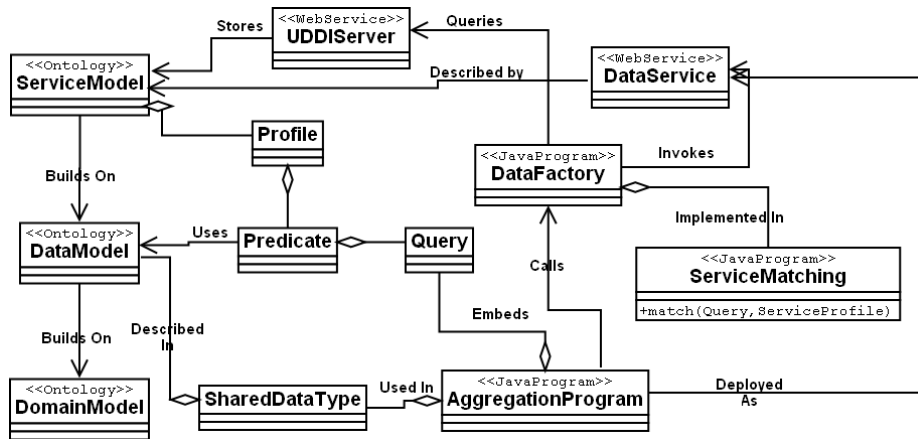 <<WebService>>
UDDIServer
Stores
Queries
<<Ontology>>
ServiceModel
Described by
<<WebService>>
DataService
Profile
<<JavaProgram>>
DataFactory
Invokes
Builds On
Implemented In
<<Ontology>>
DataModel
Uses
Predicate
Query
Calls
<<JavaProgram>>
ServiceMatching
+match(Query,ServiceProfile)
Builds On
Described
In
Embeds
<<Ontology>>
DomainModel
SharedDataType
Used In
<<JavaProgram>>
AggregationProgram
Deployed
As